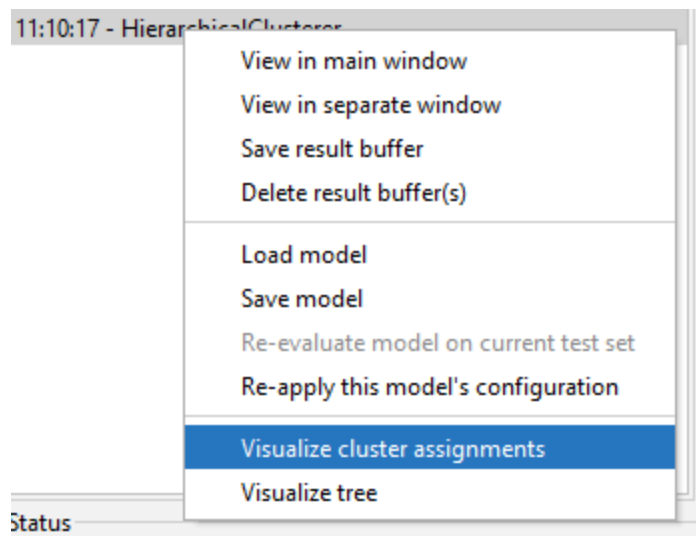 11:10:17 - HierarchicalClusterer
View in main window
View in separate window
Save result buffer
Delete result buffer(s)
Load model
Save model
Re-evaluate model on current test set
Re-apply this model's configuration
Visualize cluster assignments
Visualize tree
Status